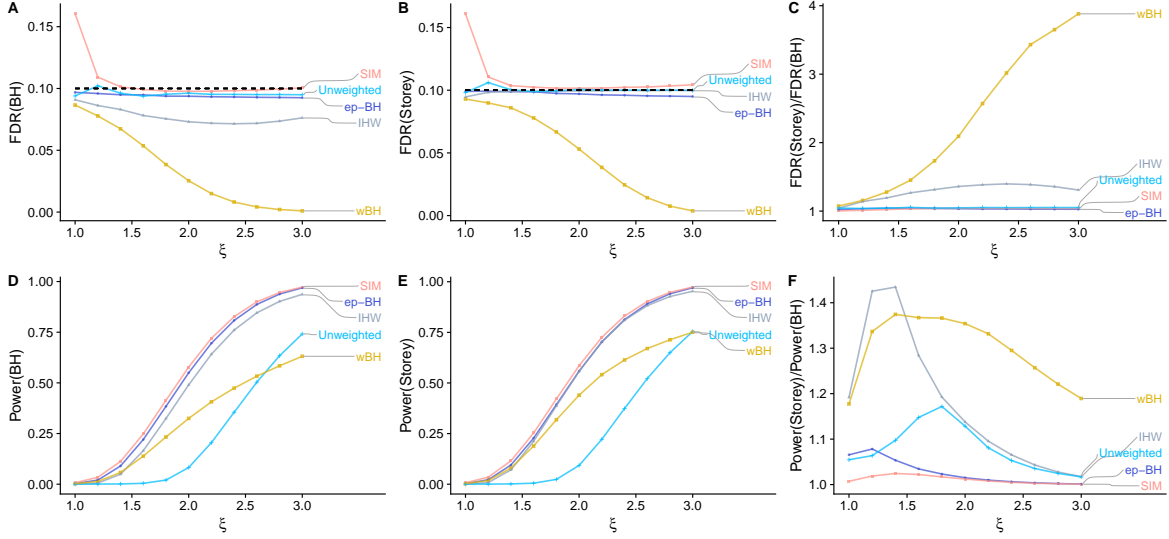 A
FDR(BH)
0.15
0.10
0.05
0.00
SIM
Unweighted
ep−BH
IHW
wBH
1.0 1.5 2.0 2.5 3.0
ξ
B
FDR(Storey)
0.15
0.10
0.05
0.00
SIM
Unweighted
IHW
ep−BH
wBH
1.0 1.5 2.0 2.5 3.0
ξ
C
FDR(Storey)/FDR(BH)
4
3
2
1
wBH
IHW
Unweighted
SIM
ep−BH
1.0 1.5 2.0 2.5 3.0
ξ
D
Power(BH)
1.00
0.75
0.50
0.25
0.00
SIM
ep−BH
IHW
Unweighted
wBH
1.0 1.5 2.0 2.5 3.0
ξ
E
Power(Storey)
1.00
0.75
0.50
0.25
0.00
SIM
ep−BH
IHW
Unweighted
wBH
1.0 1.5 2.0 2.5 3.0
ξ
F
Power(Storey)/Power(BH)
1.4
1.3
1.2
1.1
1.0
wBH
IHW
Unweighted
ep−BH
SIM
1.0 1.5 2.0 2.5 3.0
ξ